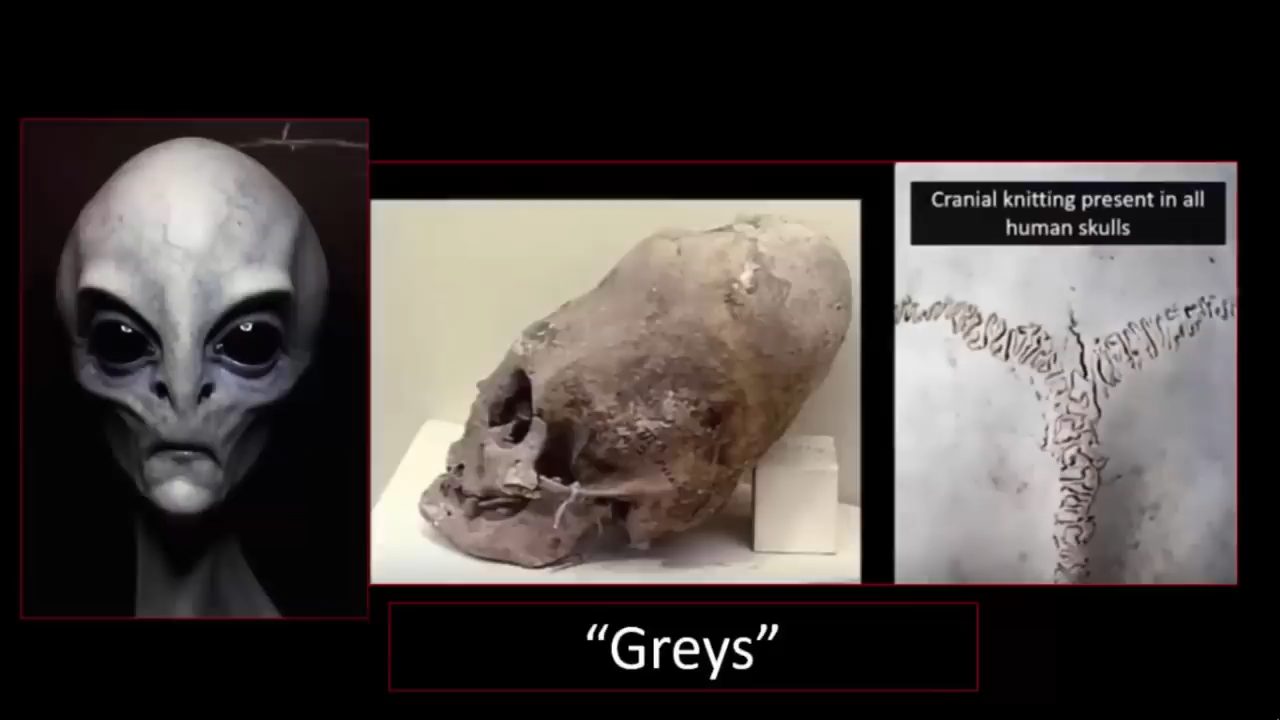 Cranial knitting present in all
human skulls
“Greys”